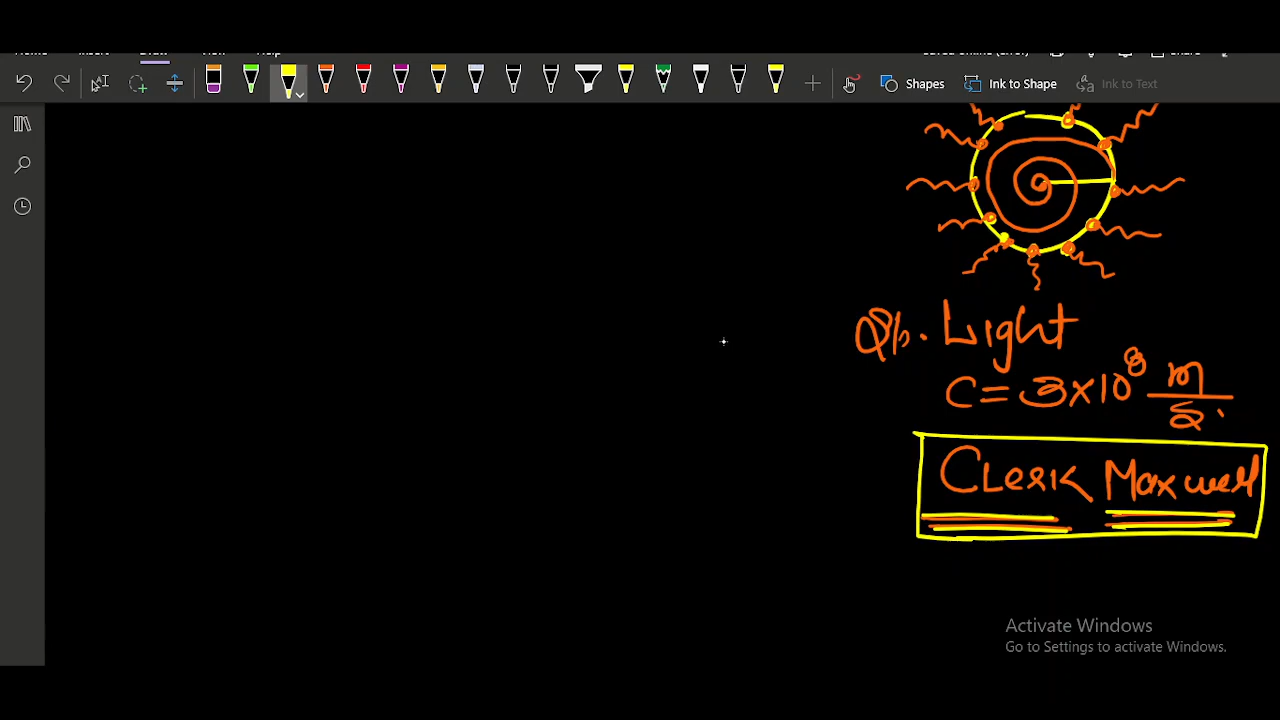 Shapes
Ink to Shape
Ink to Text
Light
C = 3×10⁸ m/s.
Clerk Maxwell
Activate Windows
Go to Settings to activate Windows.